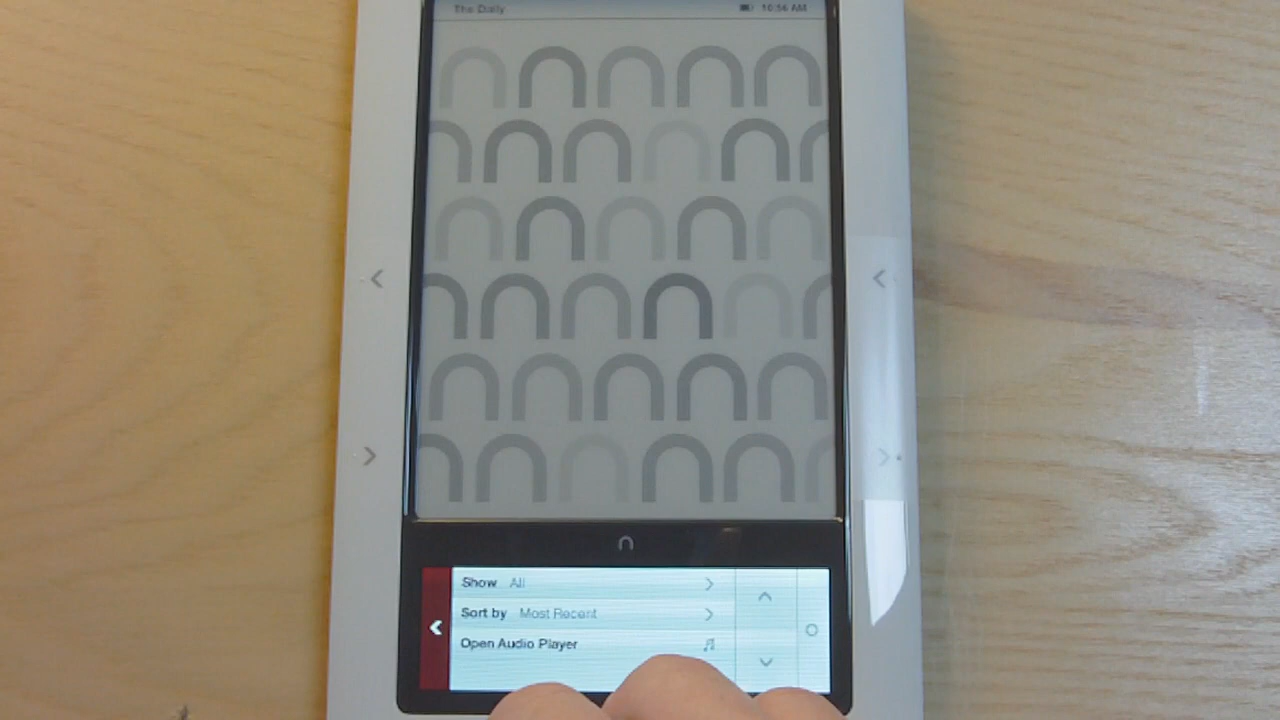 The Daily 10:56 AM
Show All
Sort by Most Recent
Open Audio Player